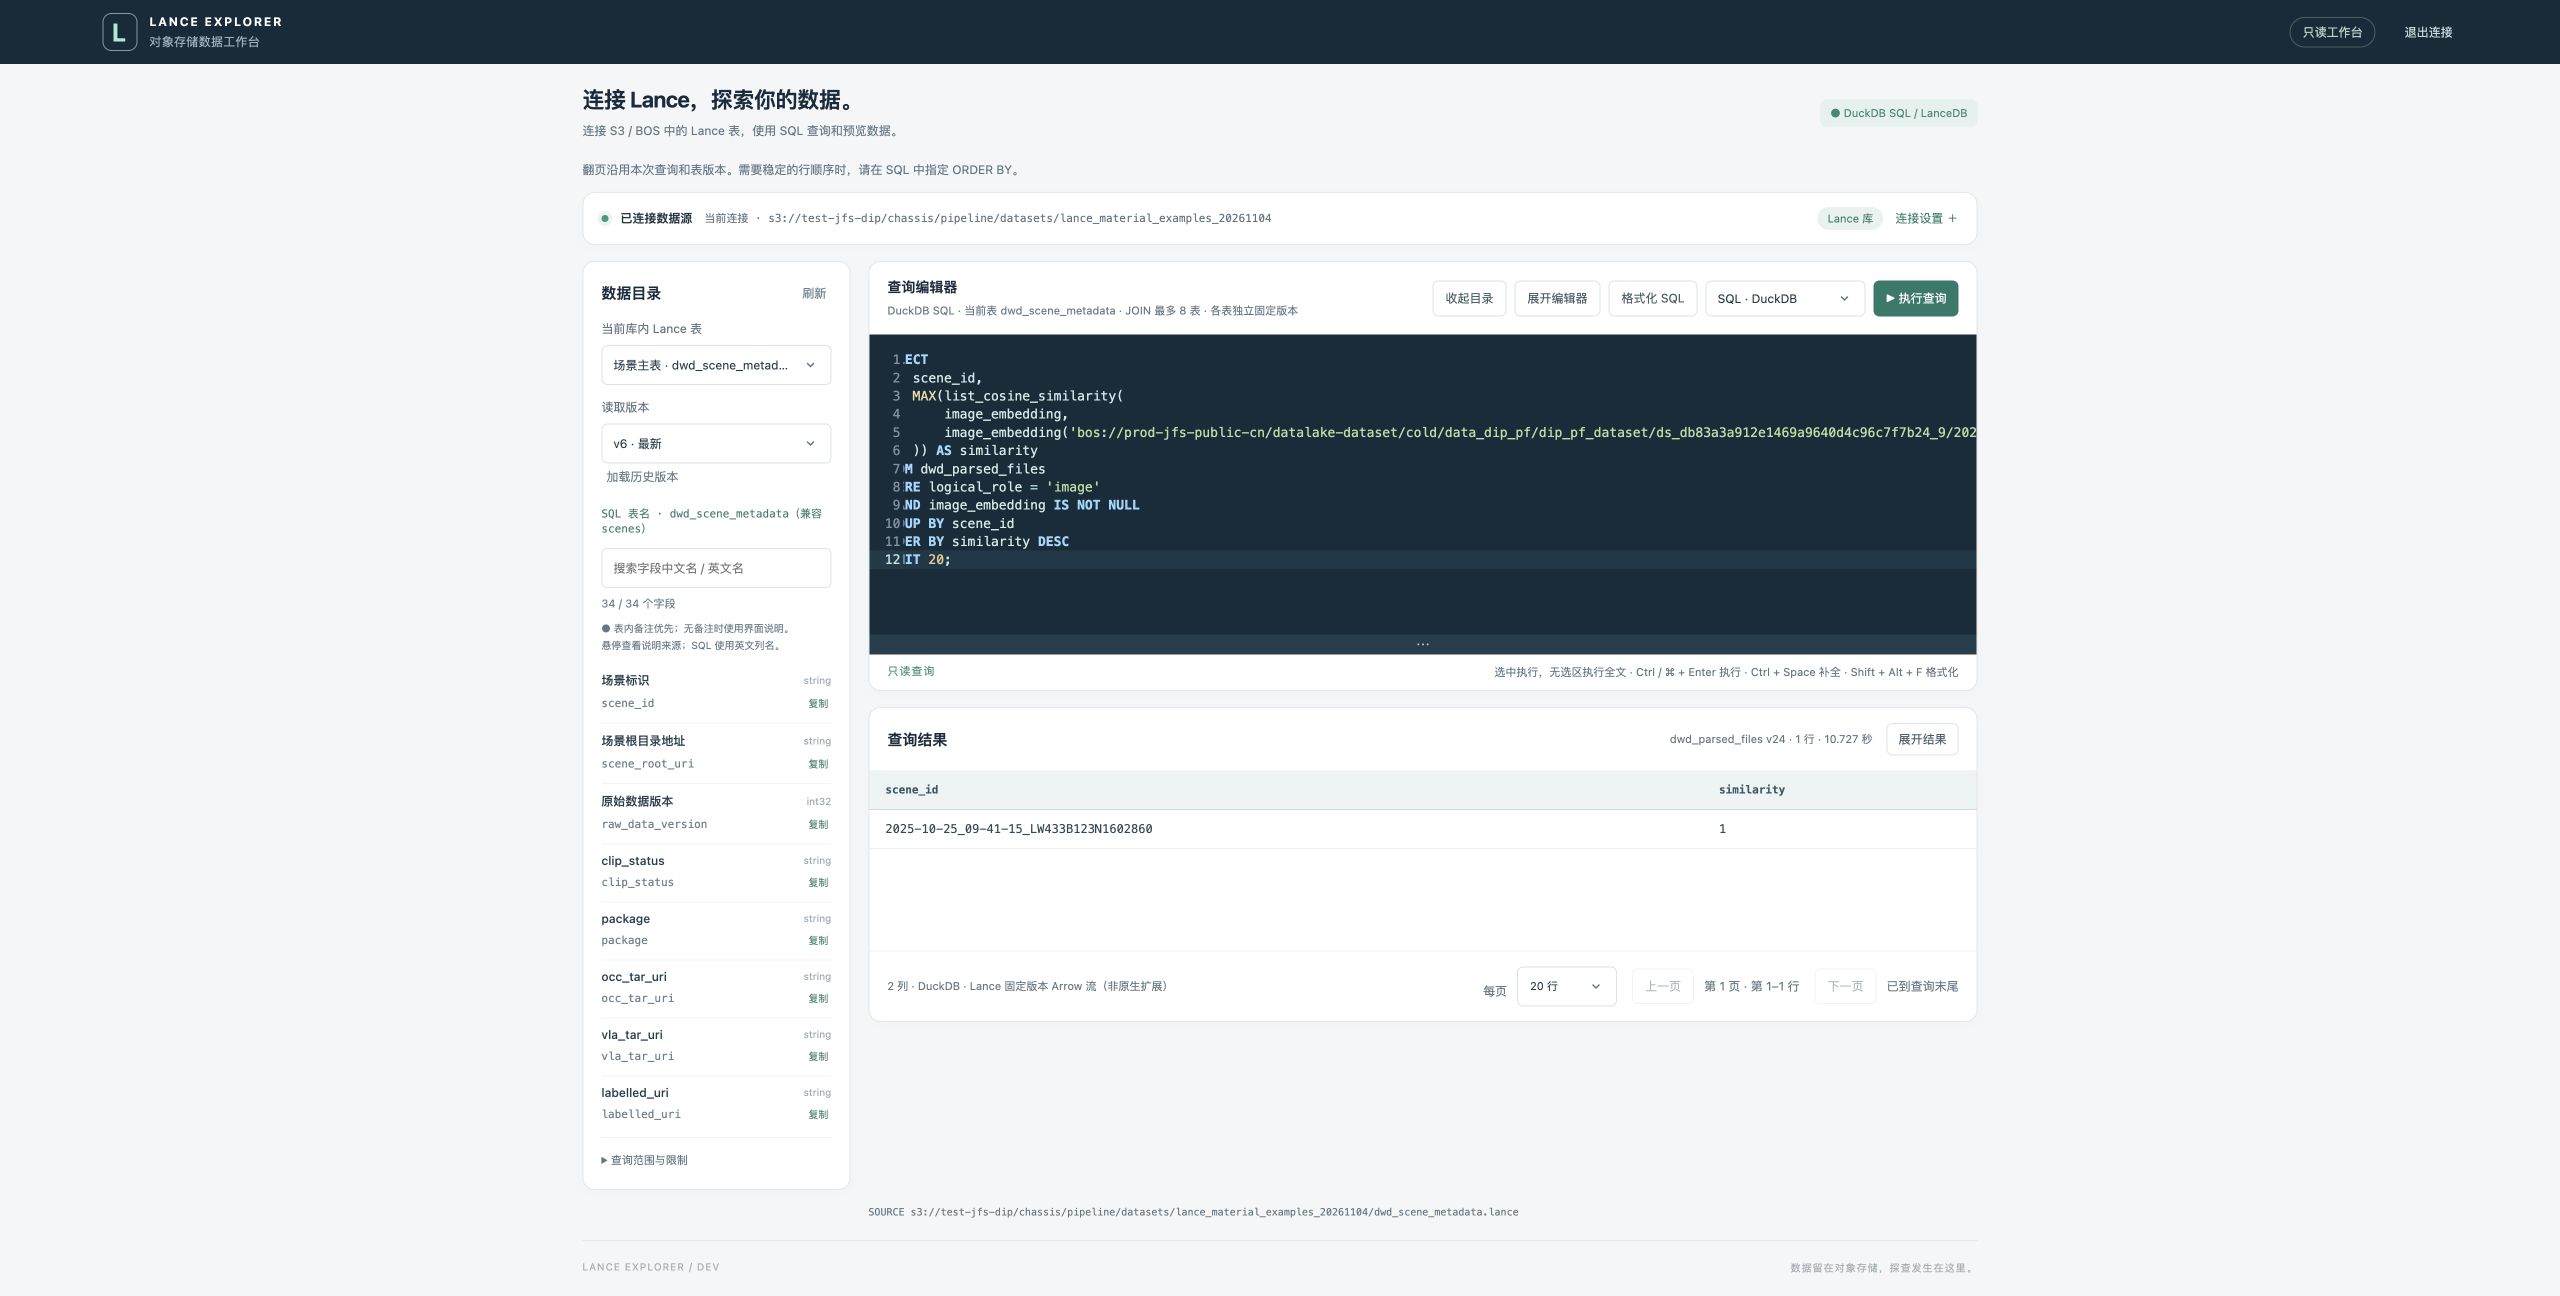 L
LANCE EXPLORER
对象存储数据工作台
只读工作台
退出连接
连接 Lance，探索你的数据。
连接 S3 / BOS 中的 Lance 表，使用 SQL 查询和预览数据。
DuckDB SQL / LanceDB
翻页沿用本次查询和表版本。需要稳定的行顺序时，请在 SQL 中指定 ORDER BY。
已连接数据源 当前连接 · s3://test-jfs-dip/chassis/pipeline/datasets/lance_material_examples_20261104
Lance 库
连接设置 +
数据目录
刷新
当前库内 Lance 表
场景主表 · dwd_scene_metad...
读取版本
v6 · 最新
加载历史版本
SQL 表名 · dwd_scene_metadata（兼容
scenes）
搜索字段中文名 / 英文名
34 / 34 个字段
● 表内备注优先；无备注时使用界面说明。
悬停查看说明来源；SQL 使用英文列名。
场景标识 string
scene_id 复制
场景根目录地址 string
scene_root_uri 复制
原始数据版本 int32
raw_data_version 复制
clip_status string
clip_status 复制
package string
package 复制
occ_tar_uri string
occ_tar_uri 复制
vla_tar_uri string
vla_tar_uri 复制
labelled_uri string
labelled_uri 复制
▶ 查询范围与限制
查询编辑器
DuckDB SQL · 当前表 dwd_scene_metadata · JOIN 最多 8 表 · 各表独立固定版本
收起目录
展开编辑器
格式化 SQL
SQL · DuckDB
▶ 执行查询
1 ECT
2 scene_id,
3 MAX(list_cosine_similarity(
4 image_embedding,
5 image_embedding('bos://prod-jfs-public-cn/datalake-dataset/cold/data_dip_pf/dip_pf_dataset/ds_db83a3a912e1469a9640d4c96c7f7b24_9/202
6 )) AS similarity
7 M dwd_parsed_files
8 RE logical_role = 'image'
9 ND image_embedding IS NOT NULL
10 UP BY scene_id
11 ER BY similarity DESC
12 IT 20;
···
只读查询
选中执行，无选区执行全文 · Ctrl / ⌘ + Enter 执行 · Ctrl + Space 补全 · Shift + Alt + F 格式化
查询结果
dwd_parsed_files v24 · 1 行 · 10.727 秒
展开结果
scene_id similarity
2025-10-25_09-41-15_LW433B123N1602860 1
2 列 · DuckDB · Lance 固定版本 Arrow 流（非原生扩展）
每页
20 行
上一页
第 1 页 · 第 1–1 行
下一页
已到查询末尾
SOURCE s3://test-jfs-dip/chassis/pipeline/datasets/lance_material_examples_20261104/dwd_scene_metadata.lance
LANCE EXPLORER / DEV
数据留在对象存储，探查发生在这里。